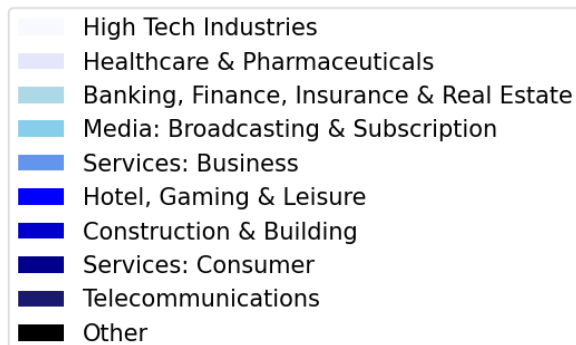 High Tech Industries
Healthcare & Pharmaceuticals
Banking, Finance, Insurance & Real Estate
Media: Broadcasting & Subscription
Services: Business
Hotel, Gaming & Leisure
Construction & Building
Services: Consumer
Telecommunications
Other